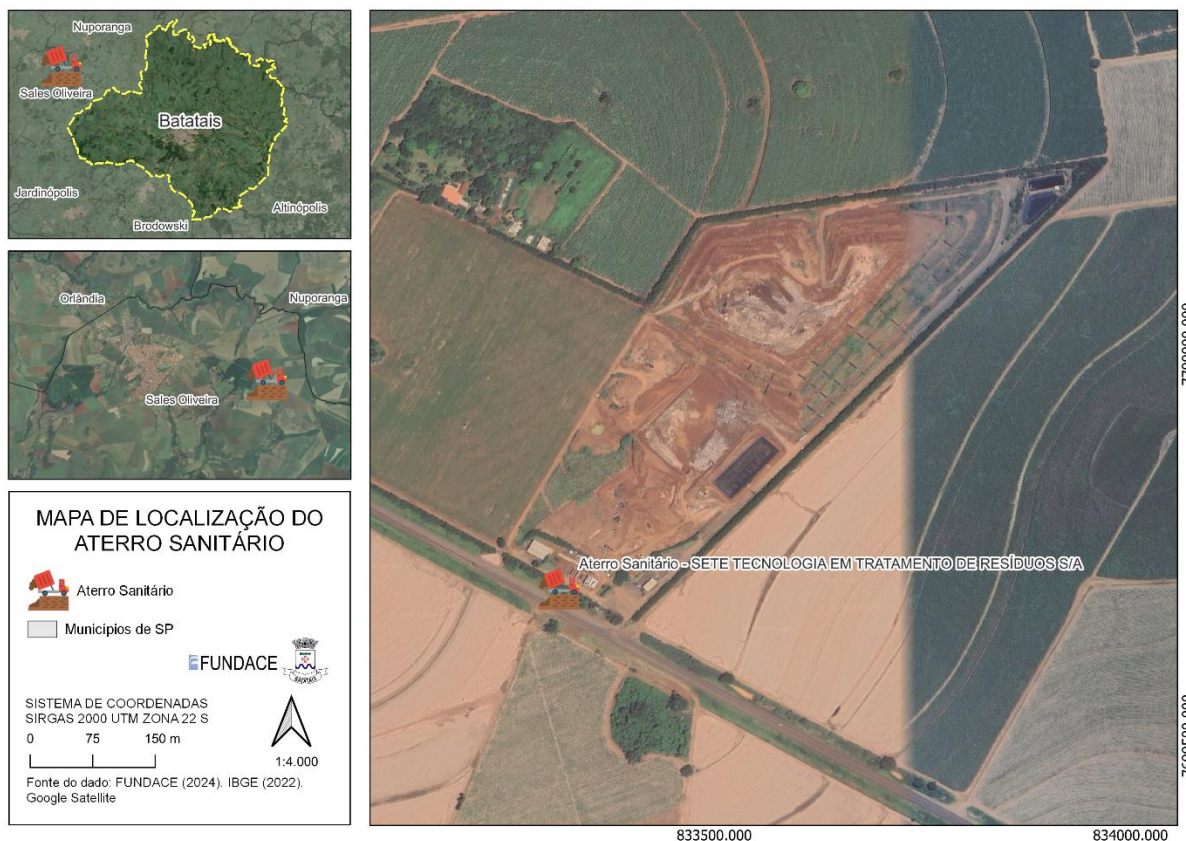 Nuporanga
Sales Oliveira
Batatais
Jardinópolis
Altinópolis
Brodowski
Orlândia
Nuporanga
Sales Oliveira
MAPA DE LOCALIZAÇÃO DO
ATERRO SANITÁRIO
Aterro Sanitário
Municípios de SP
FUNDACE
BATATAIS
SISTEMA DE COORDENADAS
SIRGAS 2000 UTM ZONA 22 S
0 75 150 m
1:4.000
Fonte do dado: FUNDACE (2024). IBGE (2022).
Google Satellite
Aterro Sanitário - SETE TECNOLOGIA EM TRATAMENTO DE RESÍDUOS S/A
833500.000 834000.000